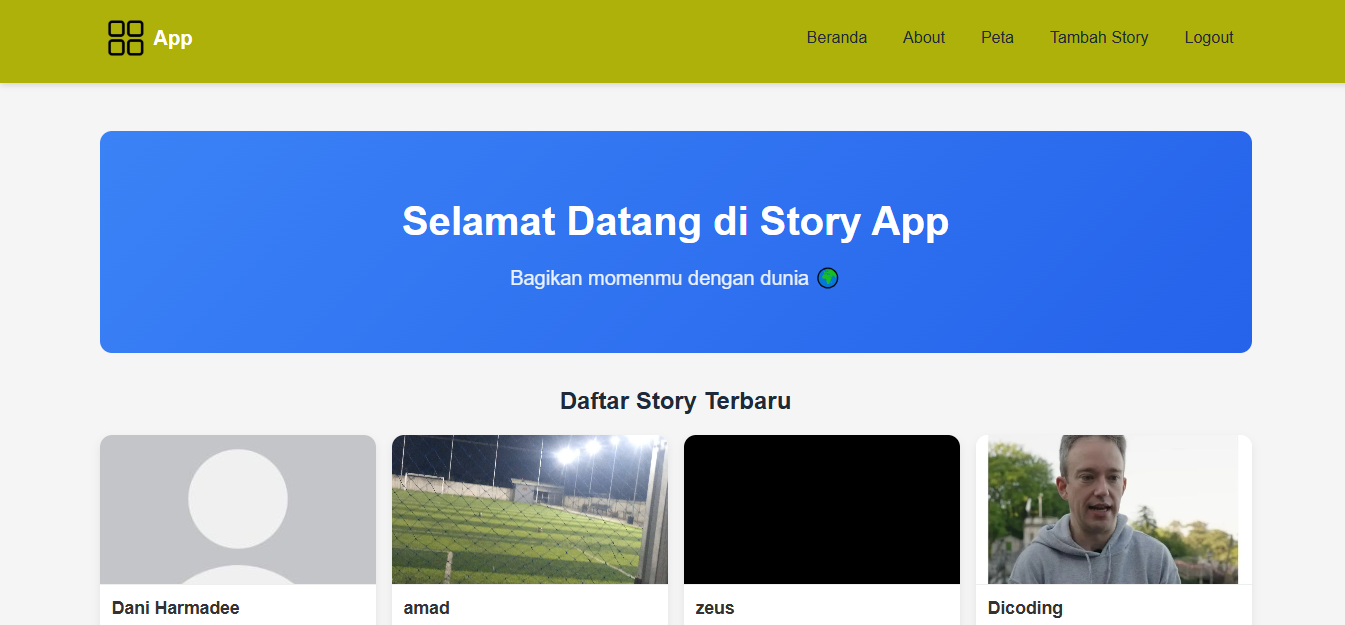 App
Beranda About Peta Tambah Story Logout
Selamat Datang di Story App
Bagikan momenmu dengan dunia 🌍
Daftar Story Terbaru
Dani Harmadee
amad
zeus
Dicoding